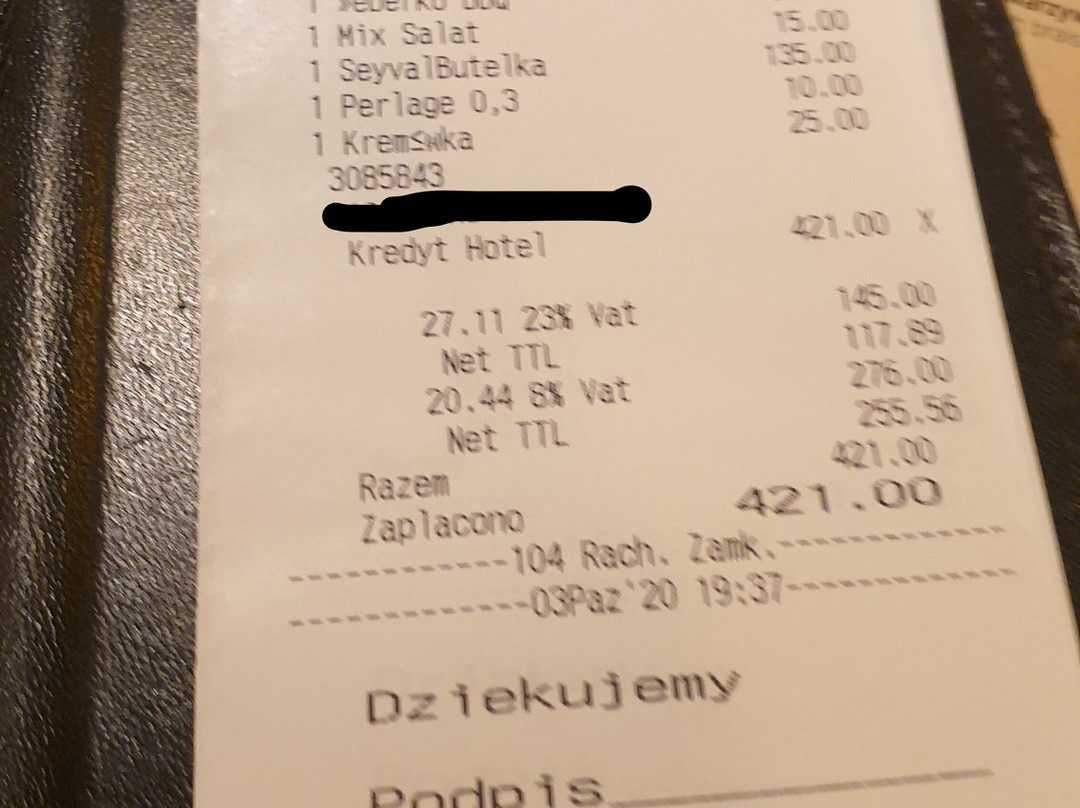 1 Mix Salat 15.00
1 SeyvalButelka 135.00
1 Perlage 0,3 10.00
1 Krem≤wka 25.00
3085843
Kredyt Hotel 421.00 X
27.11 23% Vat 145.00
Net TTL 117.89
20.44 8% Vat 276.00
Net TTL 255.56
Razem 421.00
Zaplacono 421.00
------------104 Rach. Zamk.-------------
------------03Paz'20 19:37-------------
Dziekujemy
Podpis